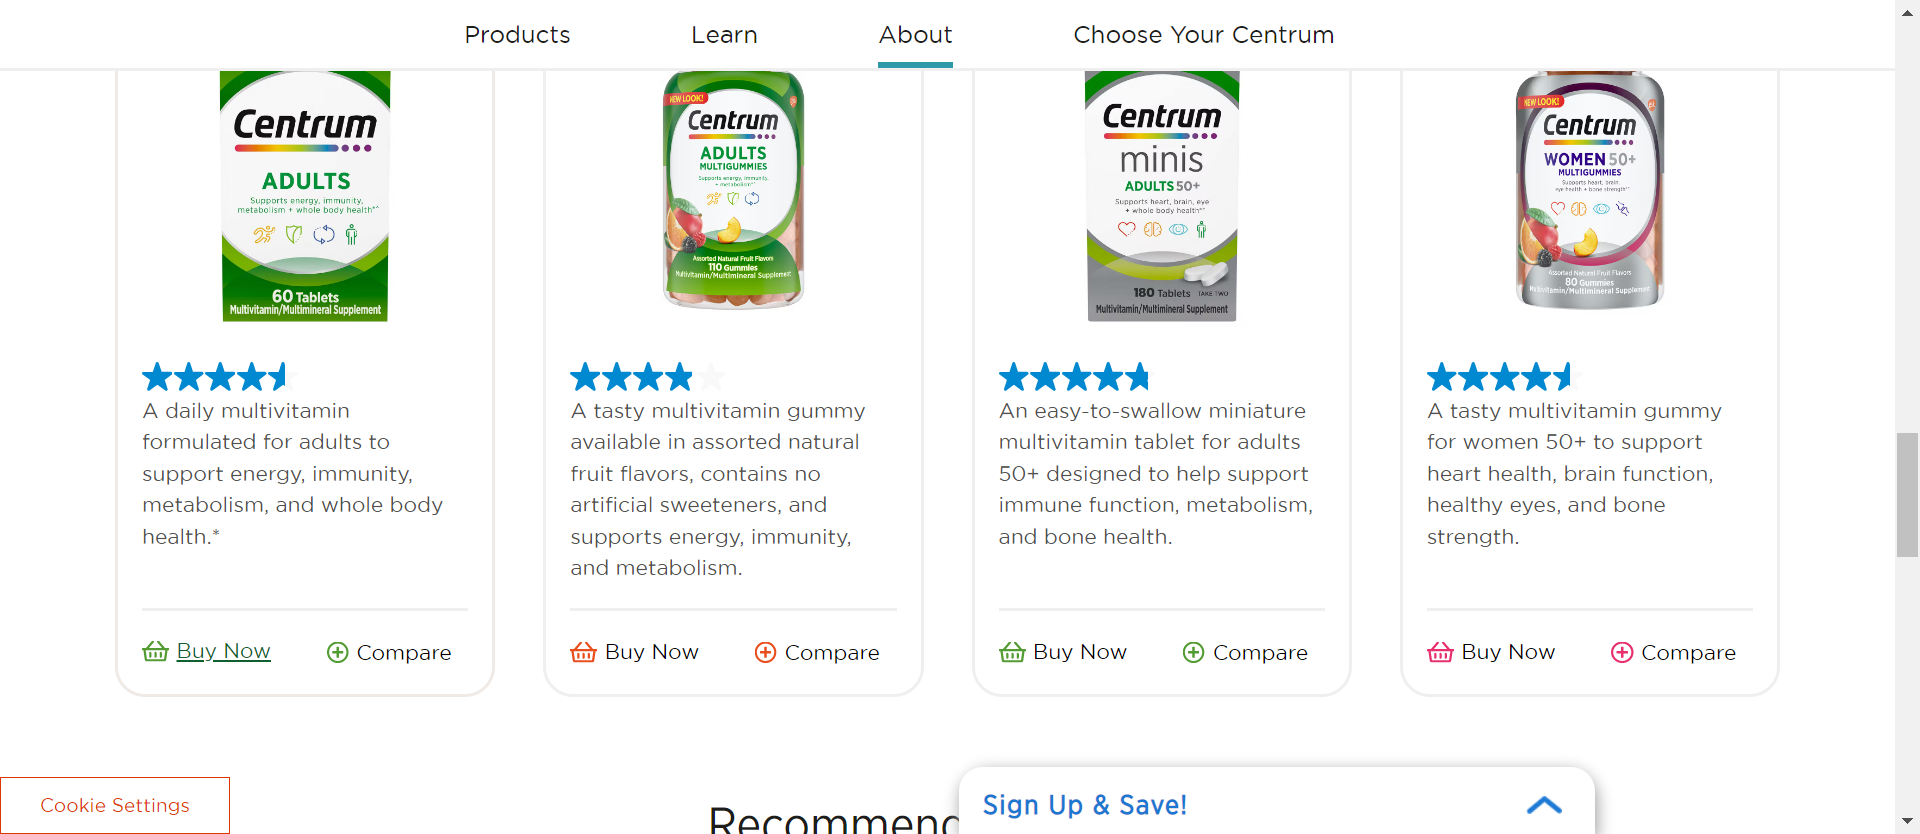 Products
Learn
About
Choose Your Centrum
Centrum
ADULTS
Supports energy, immunity,
metabolism + whole body health*^
60 Tablets
Multivitamin/Multimineral Supplement
A daily multivitamin
formulated for adults to
support energy, immunity,
metabolism, and whole body
health.*
Buy Now
Compare
NEW LOOK!
Centrum
ADULTS
MULTIGUMMIES
Supports energy, immunity,
+ metabolism*^
Assorted Natural Fruit Flavors
110 Gummies
Multivitamin/Multimineral Supplement
A tasty multivitamin gummy
available in assorted natural
fruit flavors, contains no
artificial sweeteners, and
supports energy, immunity,
and metabolism.
Buy Now
Compare
Centrum
minis
ADULTS 50+
Supports heart, brain, eye
+ whole body health*^
180 Tablets TAKE TWO
Multivitamin/Multimineral Supplement
An easy-to-swallow miniature
multivitamin tablet for adults
50+ designed to help support
immune function, metabolism,
and bone health.
Buy Now
Compare
NEW LOOK!
Centrum
WOMEN 50+
MULTIGUMMIES
Supports heart, brain,
eye health + bone strength*^
Assorted Natural Fruit Flavors
80 Gummies
Multivitamin/Multimineral Supplement
A tasty multivitamin gummy
for women 50+ to support
heart health, brain function,
healthy eyes, and bone
strength.
Buy Now
Compare
Cookie Settings
Recommend
Sign Up & Save!